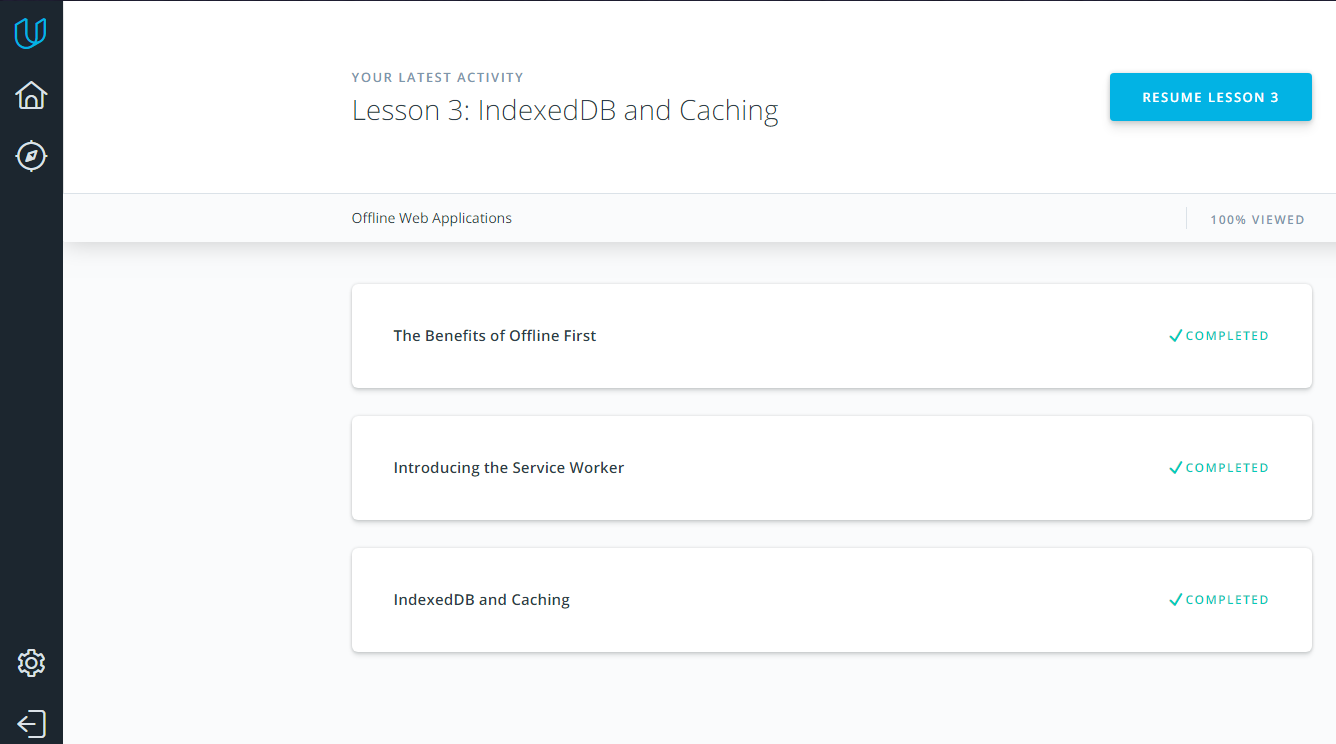 YOUR LATEST ACTIVITY
Lesson 3: IndexedDB and Caching
RESUME LESSON 3
Offline Web Applications
100% VIEWED
The Benefits of Offline First
COMPLETED
Introducing the Service Worker
COMPLETED
IndexedDB and Caching
COMPLETED